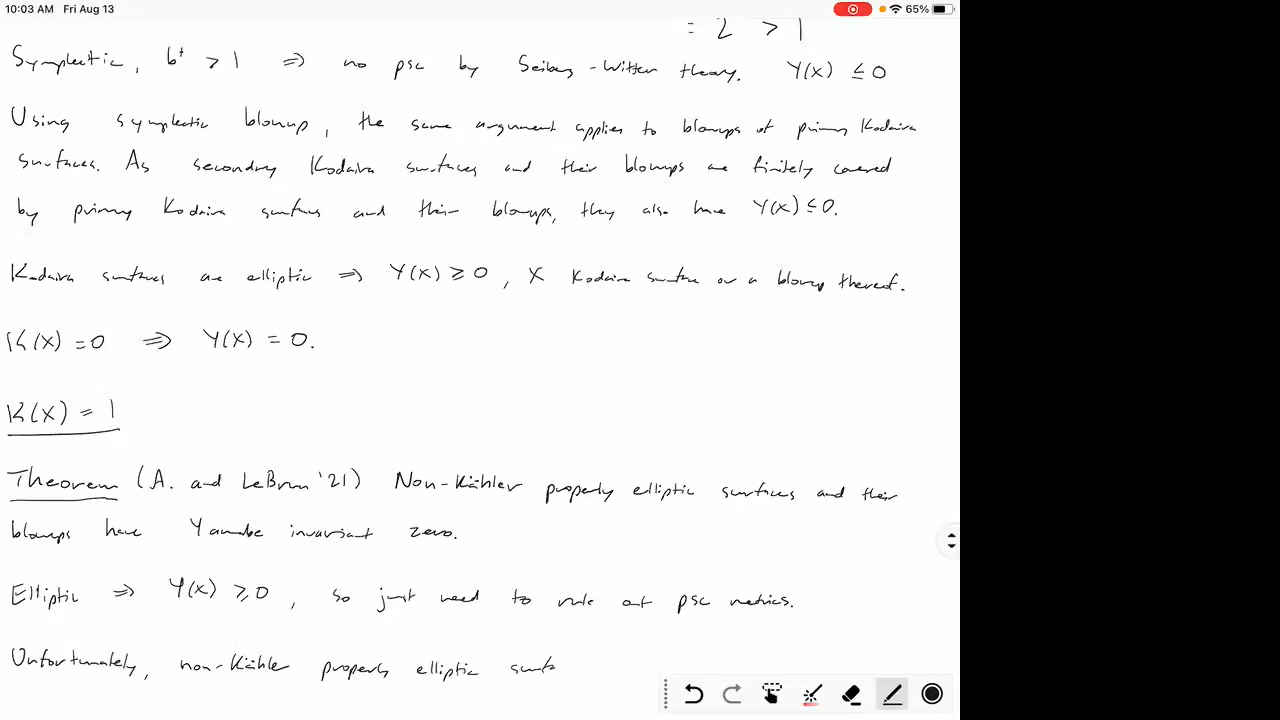 10:03 AM Fri Aug 13
65%
= 2 > 1
Symplectic, b⁺ > 1 ⇒ no psc by Seiberg-Witten theory. Y(X) ≤ 0
Using symplectic blowup, the same argument applies to blowups of primary Kodaira
surfaces. As secondary Kodaira surfaces and their blowups are finitely covered
by primary Kodaira surfaces and their blowups, they also have Y(X) ≤ 0.
Kodaira surfaces are elliptic ⇒ Y(X) ≥ 0, X Kodaira surface or a blowup thereof.
K(X) = 0 ⇒ Y(X) = 0.
K(X) = 1
Theorem (A. and LeBrun '21) Non-Kähler properly elliptic surfaces and their
blowups have Yamabe invariant zero.
Elliptic ⇒ Y(X) ≥ 0, so just need to rule out psc metrics.
Unfortunately, non-Kähler properly elliptic surfa